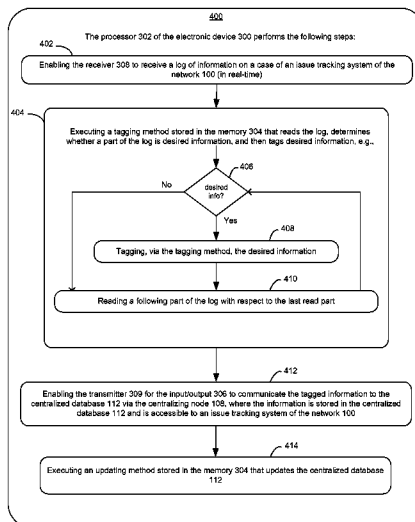 400
The processor 302 of the electronic device 300 performs the following steps:
402
Enabling the receiver 308 to receive a log of information on a case of an issue tracking system of the
network 100 (in real-time)
404
Executing a tagging method stored in the memory 304 that reads the log, determines
whether a part of the log is desired information, and then tags desired information, e.g.,
406
No
desired
info?
Yes
408
Tagging, via the tagging method, the desired information
410
Reading a following part of the log with respect to the last read part
412
Enabling the transmitter 309 for the input/output 306 to communicate the tagged information to the
centralized database 112 via the centralizing node 108, where the information is stored in the centralized
database 112 and is accessible to an issue tracking system of the network 100
414
Executing an updating method stored in the memory 304 that updates the centralized database
112